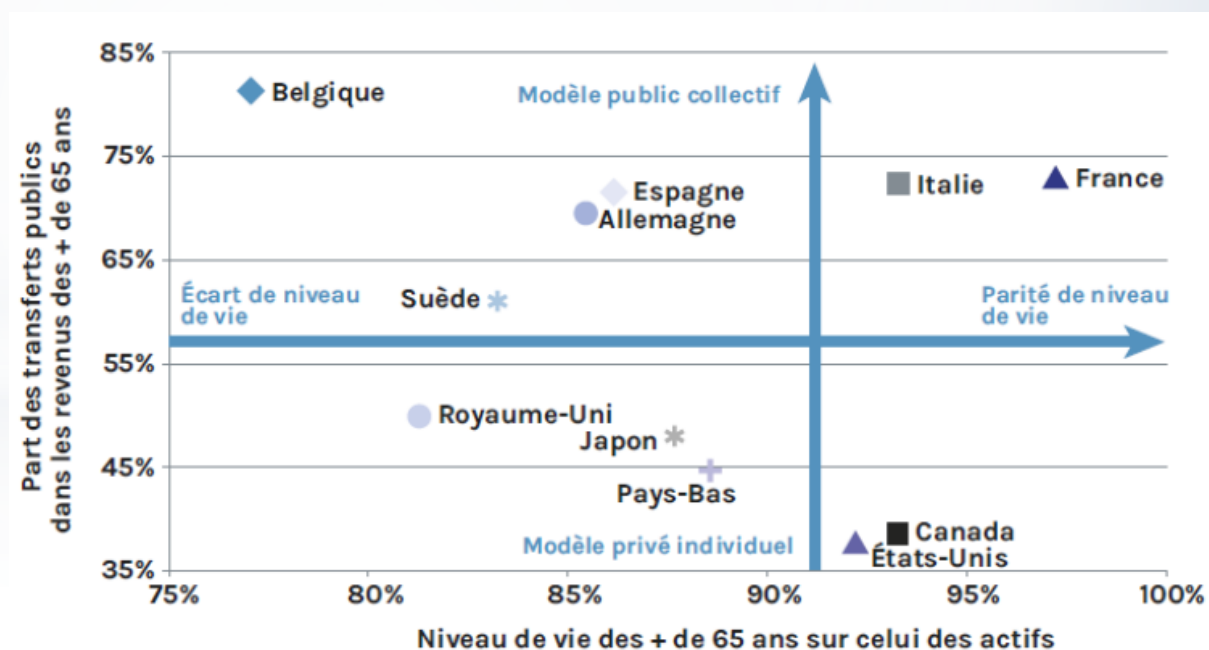 Part des transferts publics
dans les revenus des + de 65 ans
85%
75%
65%
55%
45%
35%
Belgique
Modèle public collectif
Espagne
Allemagne
Italie
France
Suède
Écart de niveau
de vie
Parité de niveau
de vie
Royaume-Uni
Japon
Pays-Bas
Modèle privé individuel
Canada
États-Unis
75%
80%
85%
90%
95%
100%
Niveau de vie des + de 65 ans sur celui des actifs